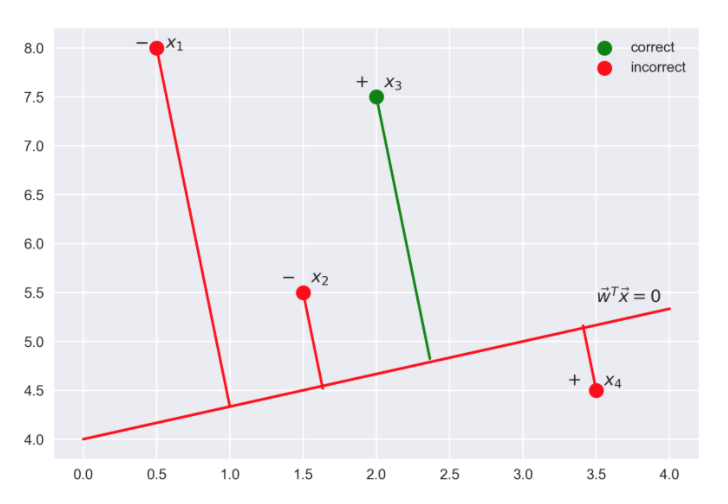 8.0
7.5
7.0
6.5
6.0
5.5
5.0
4.5
4.0
− x₁
+ x₃
− x₂
+ x₄
w⃗ᵀx⃗ = 0
correct
incorrect
0.0 0.5 1.0 1.5 2.0 2.5 3.0 3.5 4.0